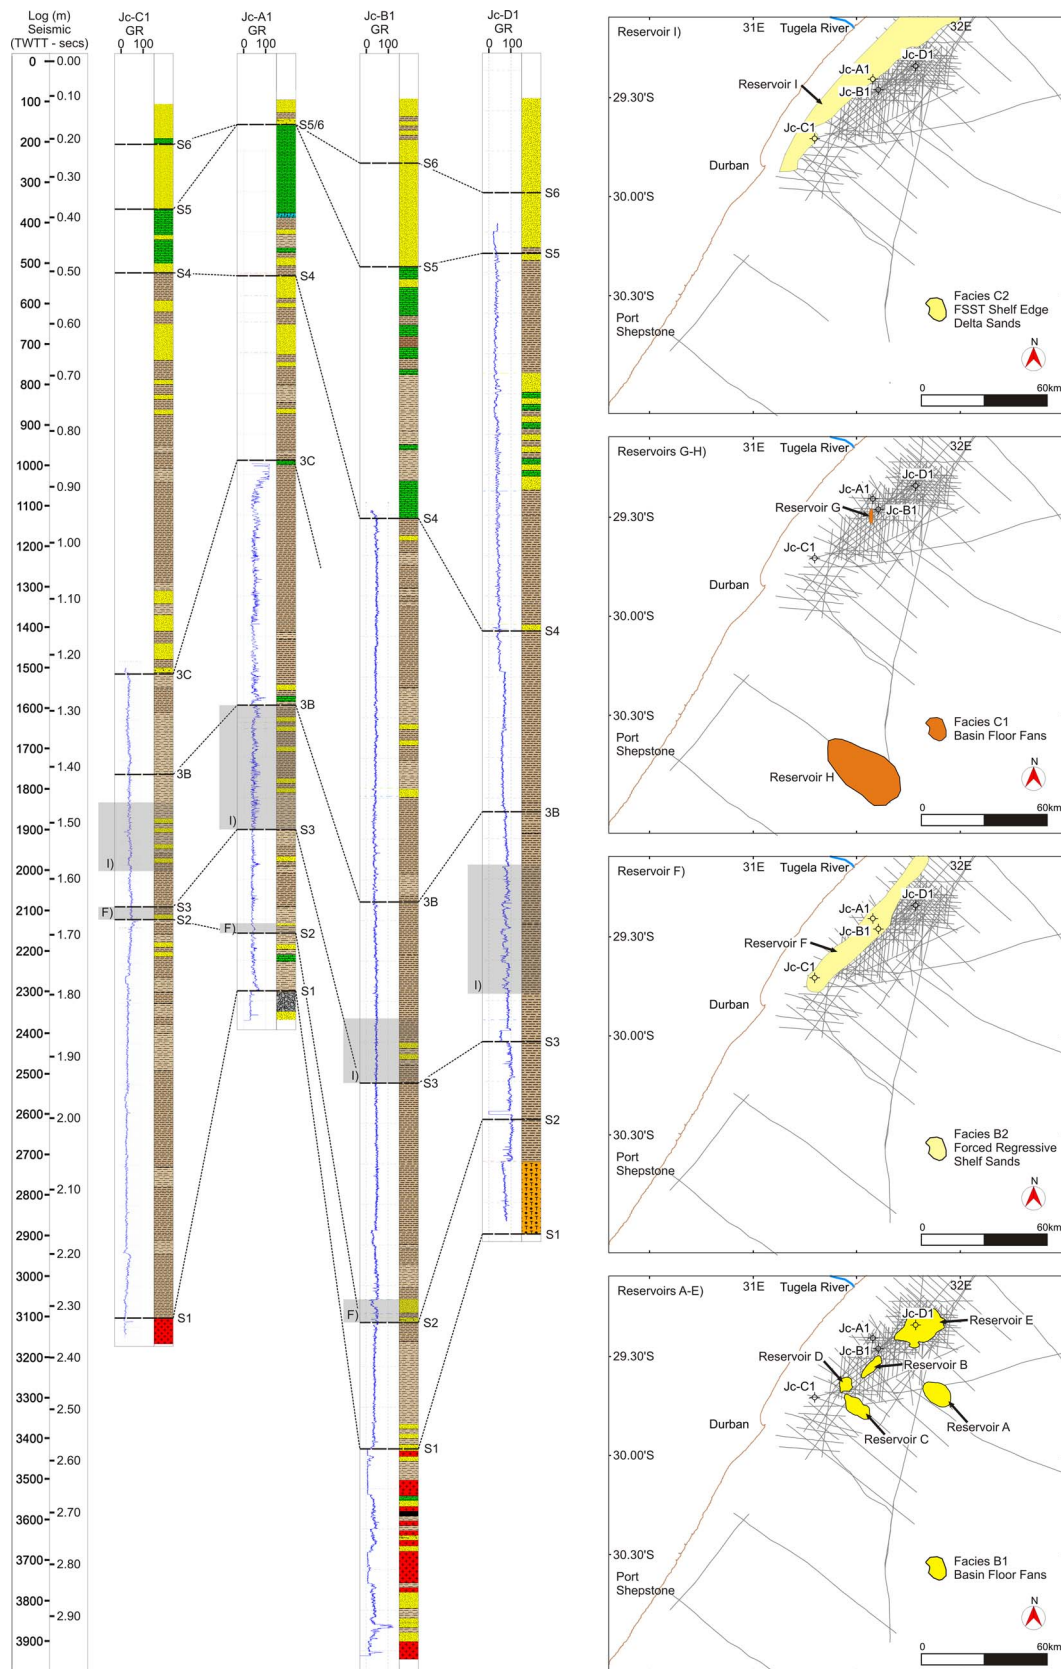 Log (m)
Seismic
(TWTT - secs)
Jc-C1
GR
0 100
Jc-A1
GR
0 100
Jc-B1
GR
0 100
Jc-D1
GR
0 100
0
100
200
300
400
500
600
700
800
900
1000
1100
1200
1300
1400
1500
1600
1700
1800
1900
2000
2100
2200
2300
2400
2500
2600
2700
2800
2900
3000
3100
3200
3300
3400
3500
3600
3700
3800
3900
0.00
0.10
0.20
0.30
0.40
0.50
0.60
0.70
0.80
0.90
1.00
1.10
1.20
1.30
1.40
1.50
1.60
1.70
1.80
1.90
2.00
2.10
2.20
2.30
2.40
2.50
2.60
2.70
2.80
2.90
S6
S5
S4
3C
3B
I)
S3
F)
S2
S1
S5/6
S4
3C
3B
I)
S3
F)
S2
S1
S6
S5
S4
3B
I)
S3
F)
S2
S1
S6
S5
S4
3B
I)
S3
S2
S1
Reservoir I)
31E
Tugela River
32E
Jc-D1
Jc-A1
Jc-B1
Reservoir I
29.30'S
Jc-C1
Durban
30.00'S
30.30'S
Port
Shepstone
Facies C2
FSST Shelf Edge
Delta Sands
N
0
60km
Reservoirs G-H)
31E
Tugela River
32E
Jc-D1
Jc-A1
Reservoir G
Jc-B1
29.30'S
Jc-C1
Durban
30.00'S
30.30'S
Port
Shepstone
Facies C1
Basin Floor Fans
Reservoir H
N
0
60km
Reservoir F)
31E
Tugela River
32E
Jc-D1
Jc-A1
Jc-B1
29.30'S
Reservoir F
Jc-C1
Durban
30.00'S
30.30'S
Port
Shepstone
Facies B2
Forced Regressive
Shelf Sands
N
0
60km
Reservoirs A-E)
31E
Tugela River
32E
Jc-D1
Reservoir E
Jc-A1
Jc-B1
29.30'S
Reservoir D
Reservoir B
Jc-C1
Durban
Reservoir A
Reservoir C
30.00'S
30.30'S
Port
Shepstone
Facies B1
Basin Floor Fans
N
0
60km